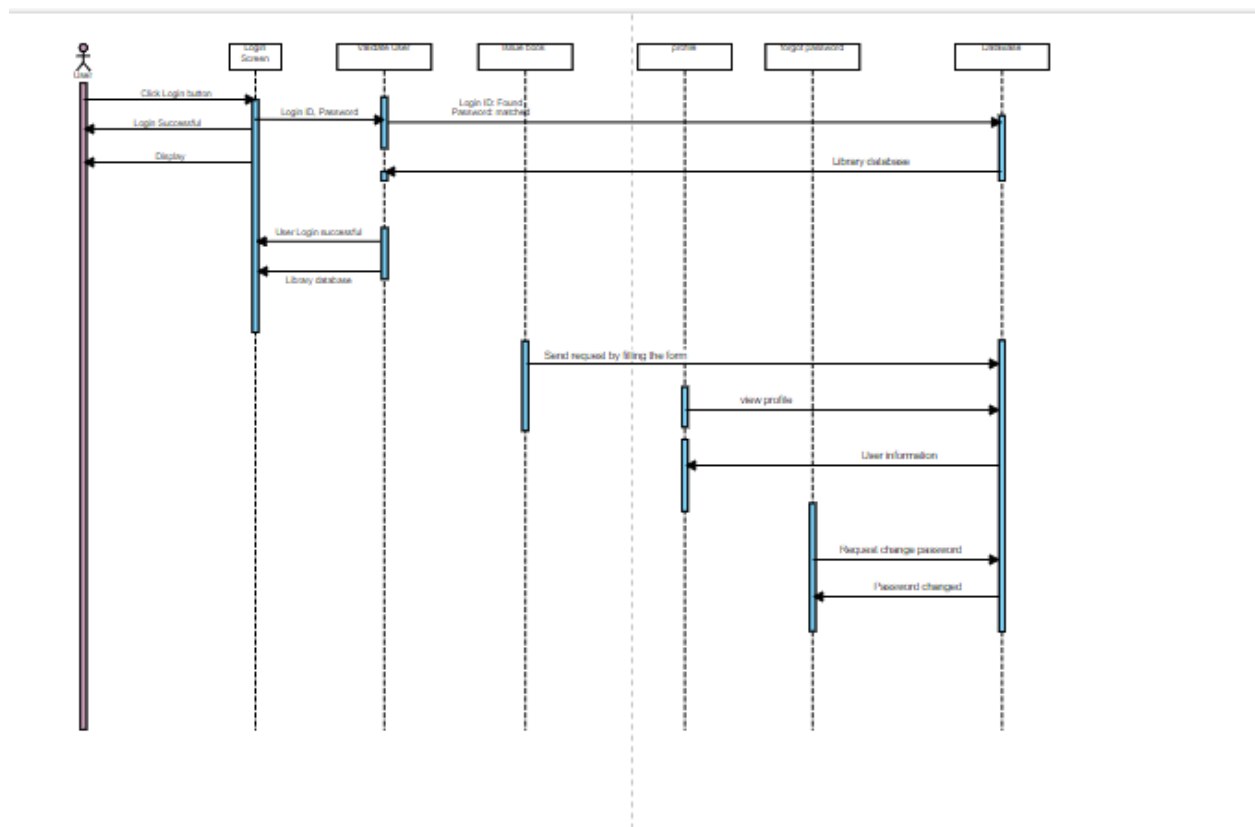 Login
Screen
Validate User
Issue book
profile
forgot password
Database
User
Click Login button
Login ID, Password
Login ID: Found,
Password: matched
Login Successful
Display
Library database
User Login successful
Library database
Send request by filling the form
view profile
User information
Request change password
Password changed